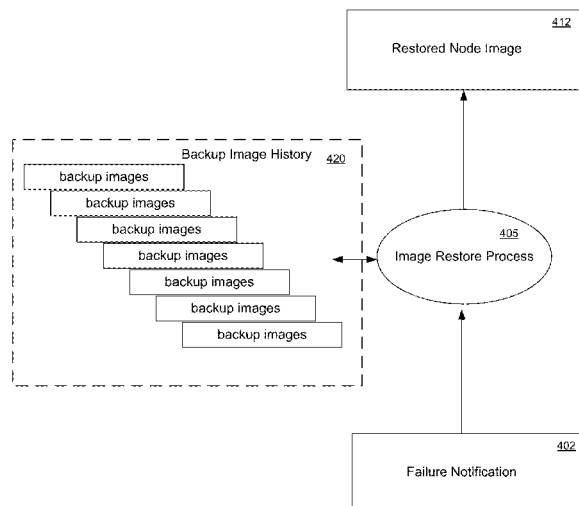 412
Restored Node Image
Backup Image History 420
backup images
backup images
backup images
backup images
backup images
backup images
backup images
405
Image Restore Process
402
Failure Notification